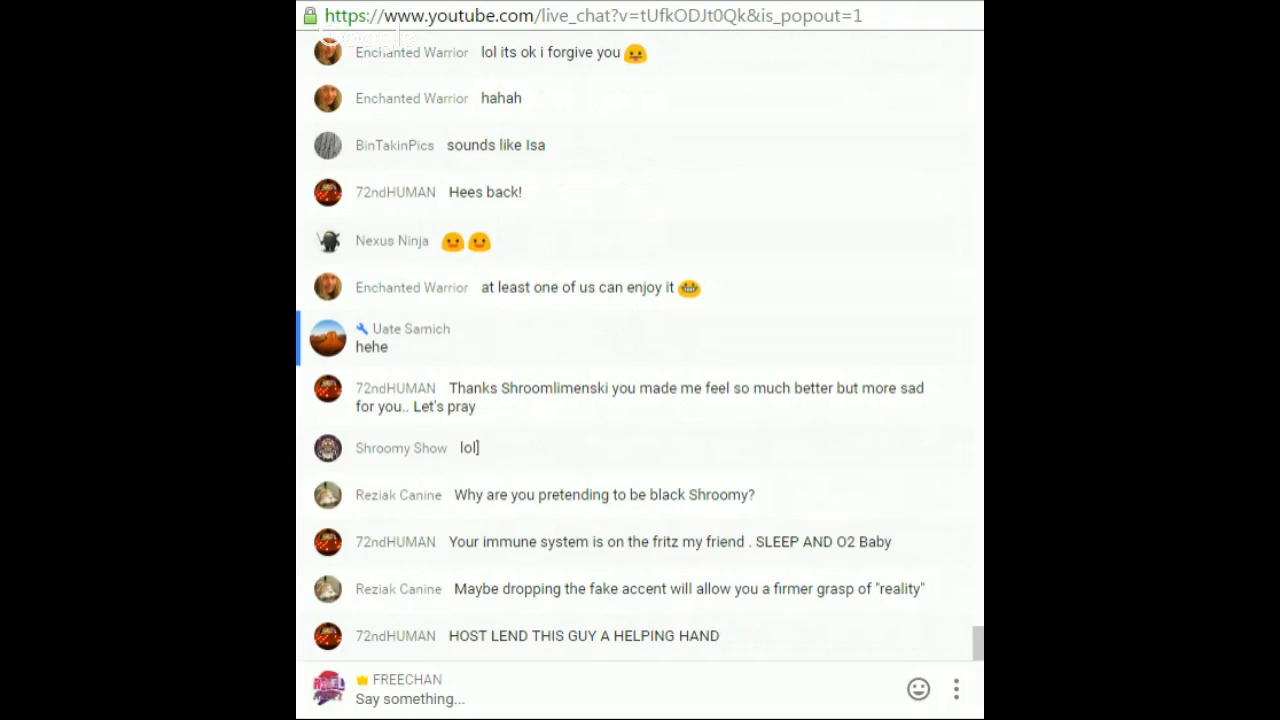 https://www.youtube.com/live_chat?v=tUfkODJt0Qk&is_popout=1
Google
Enchanted Warrior lol its ok i forgive you
Enchanted Warrior hahah
BinTakinPics sounds like Isa
72ndHUMAN Hees back!
Nexus Ninja
Enchanted Warrior at least one of us can enjoy it
Uate Samich
hehe
72ndHUMAN Thanks Shroomlimenski you made me feel so much better but more sad
for you.. Let's pray
Shroomy Show lol]
Reziak Canine Why are you pretending to be black Shroomy?
72ndHUMAN Your immune system is on the fritz my friend . SLEEP AND O2 Baby
Reziak Canine Maybe dropping the fake accent will allow you a firmer grasp of "reality"
72ndHUMAN HOST LEND THIS GUY A HELPING HAND
FREECHAN
Say something...